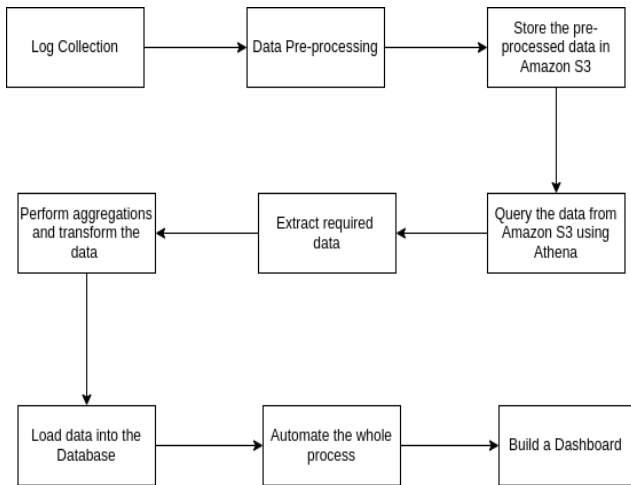 Log Collection
Data Pre-processing
Store the pre-
processed data in
Amazon S3
Query the data from
Amazon S3 using
Athena
Extract required
data
Perform aggregations
and transform the
data
Load data into the
Database
Automate the whole
process
Build a Dashboard